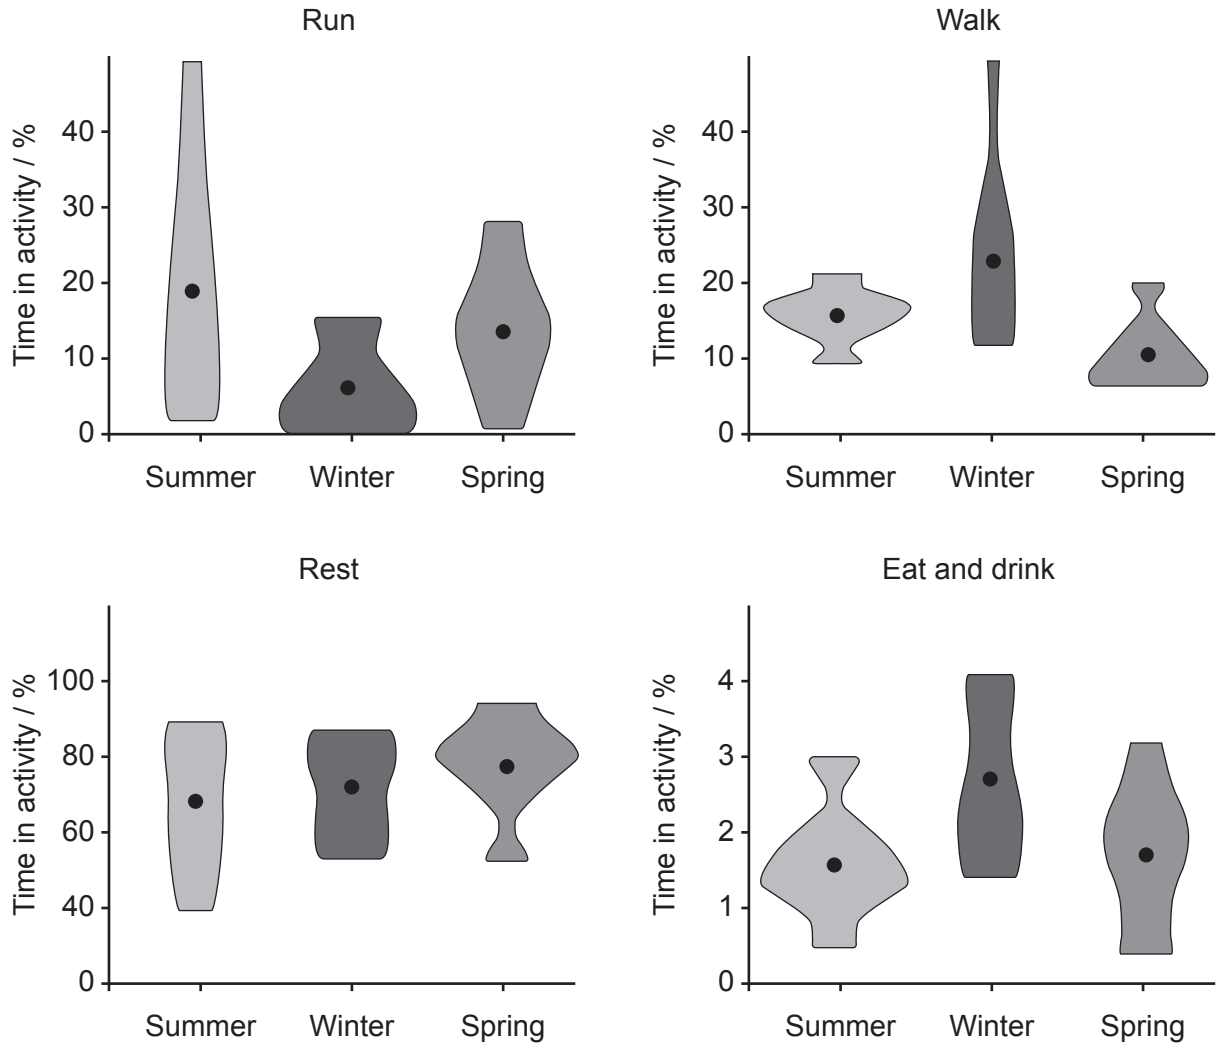 Run
Time in activity / %
40
30
20
10
0
Summer Winter Spring
Walk
Time in activity / %
40
30
20
10
0
Summer Winter Spring
Rest
Time in activity / %
100
80
60
40
0
Summer Winter Spring
Eat and drink
Time in activity / %
4
3
2
1
0
Summer Winter Spring